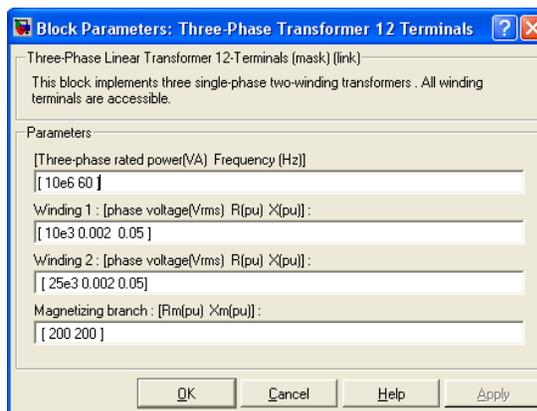 Block Parameters: Three-Phase Transformer 12 Terminals
Three-Phase Linear Transformer 12-Terminals (mask) (link)
This block implements three single-phase two-winding transformers . All winding
terminals are accessible.
Parameters
[Three-phase rated power(VA) Frequency (Hz)]
[ 10e6 60 ]
Winding 1 : [phase voltage(Vrms) R(pu) X(pu)] :
[ 10e3 0.002 0.05 ]
Winding 2 : [phase voltage(Vrms) R(pu) X(pu)] :
[ 25e3 0.002 0.05]
Magnetizing branch : [Rm(pu) Xm(pu)] :
[ 200 200 ]
OK Cancel Help Apply